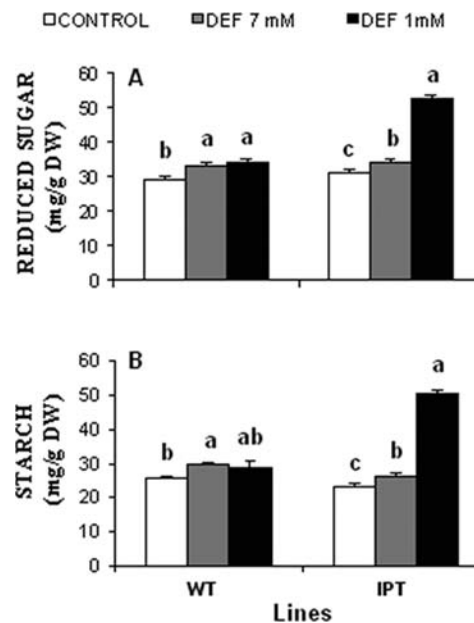 CONTROL DEF 7 mM DEF 1mM
A
REDUCED SUGAR
(mg/g DW)
60
50
40
30
20
10
0
b a a c b a
B
STARCH
(mg/g DW)
60
50
40
30
20
10
0
b a ab c b a
WT IPT
Lines